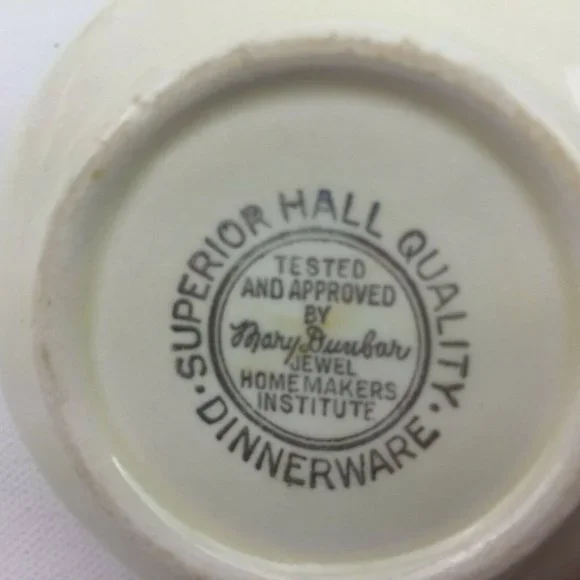 SUPERIOR HALL QUALITY
· DINNERWARE ·
TESTED
AND APPROVED
BY
Mary Dunbar
JEWEL
HOMEMAKERS
INSTITUTE